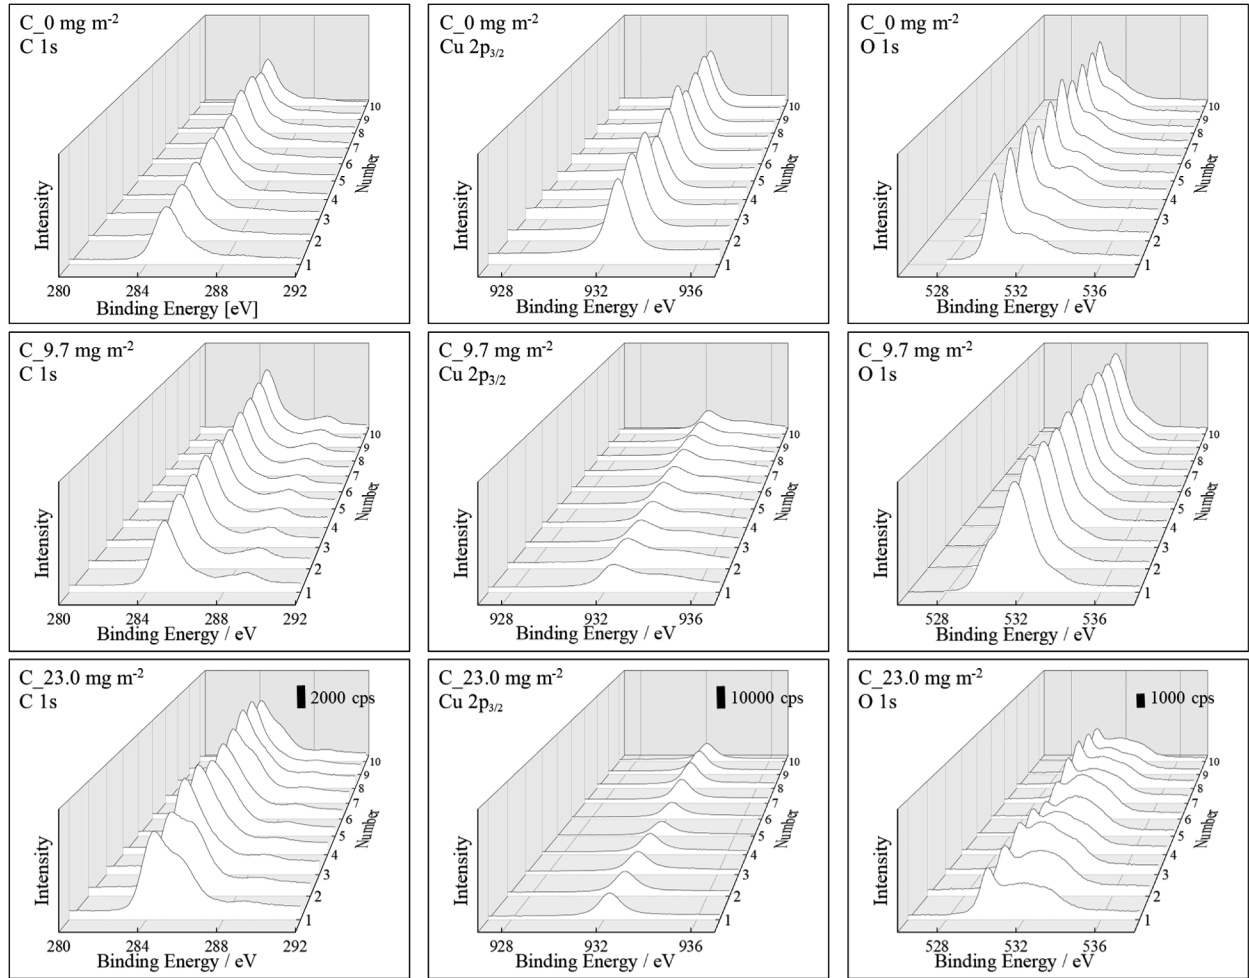 C_0 mg m-2
C 1s
Intensity
280 284 288 292
Binding Energy [eV]
1 2 3 4 5 6 7 8 9 10
Number
C_0 mg m-2
Cu 2p3/2
Intensity
928 932 936
Binding Energy / eV
1 2 3 4 5 6 7 8 9 10
Number
C_0 mg m-2
O 1s
Intensity
528 532 536
Binding Energy / eV
1 2 3 4 5 6 7 8 9 10
Number
C_9.7 mg m-2
C 1s
Intensity
280 284 288 292
Binding Energy / eV
1 2 3 4 5 6 7 8 9 10
Number
C_9.7 mg m-2
Cu 2p3/2
Intensity
928 932 936
Binding Energy / eV
1 2 3 4 5 6 7 8 9 10
Number
C_9.7 mg m-2
O 1s
Intensity
528 532 536
Binding Energy / eV
1 2 3 4 5 6 7 8 9 10
Number
C_23.0 mg m-2
C 1s
2000 cps
Intensity
280 284 288 292
Binding Energy / eV
1 2 3 4 5 6 7 8 9 10
Number
C_23.0 mg m-2
Cu 2p3/2
10000 cps
Intensity
928 932 936
Binding Energy / eV
1 2 3 4 5 6 7 8 9 10
Number
C_23.0 mg m-2
O 1s
1000 cps
Intensity
528 532 536
Binding Energy / eV
1 2 3 4 5 6 7 8 9 10
Number